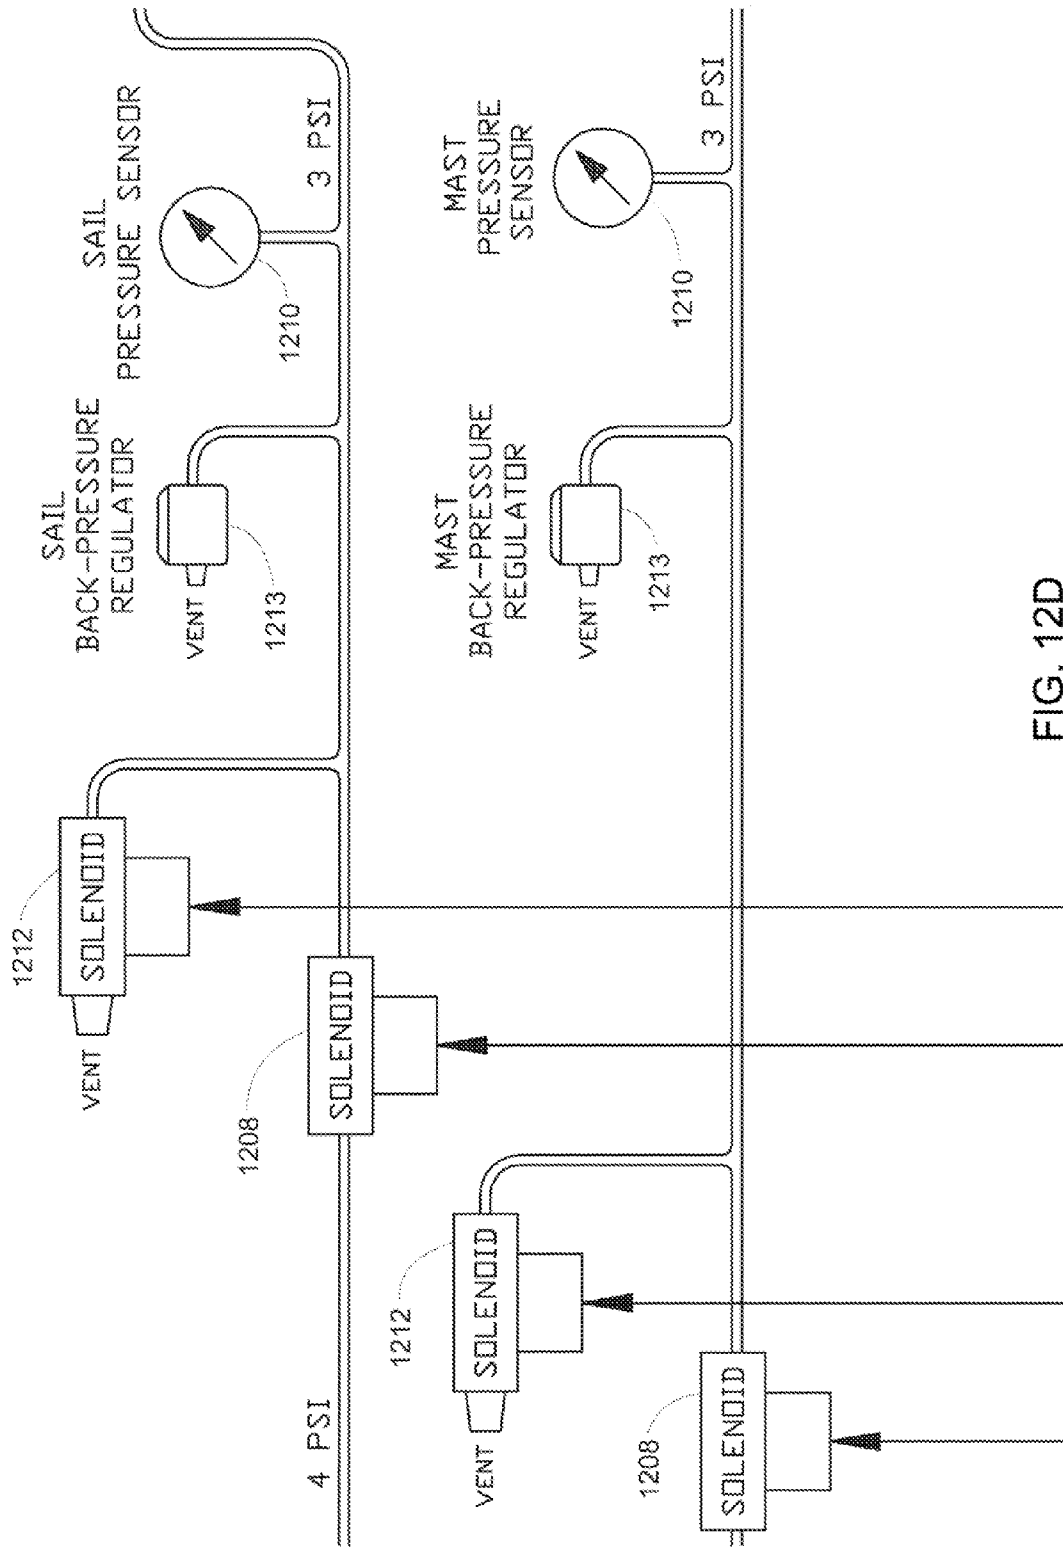 1212
SOLENOID
VENT
SAIL
BACK-PRESSURE
REGULATOR
VENT
1213
SAIL
PRESSURE SENSOR
1210
4 PSI
1208
SOLENOID
3 PSI
1212
SOLENOID
VENT
MAST
BACK-PRESSURE
REGULATOR
VENT
1213
MAST
PRESSURE
SENSOR
1210
1208
SOLENOID
3 PSI
FIG. 12D